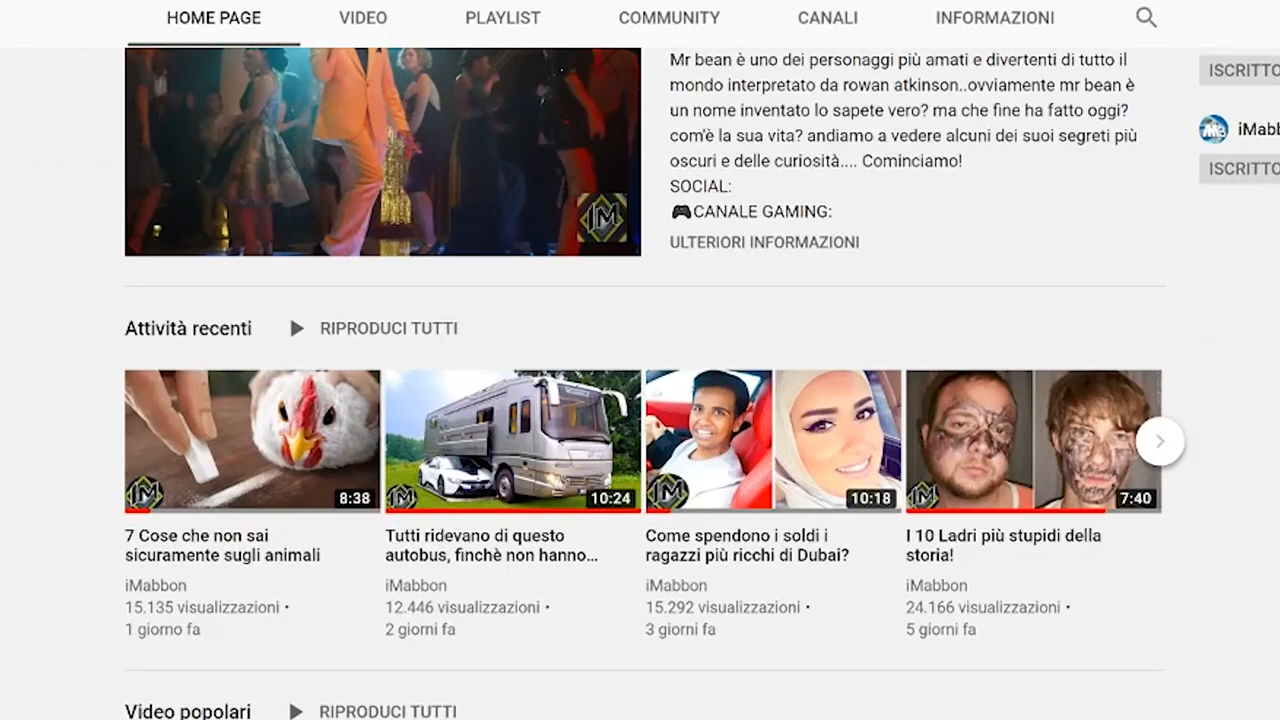 HOME PAGE
VIDEO
PLAYLIST
COMMUNITY
CANALI
INFORMAZIONI
Mr bean è uno dei personaggi più amati e divertenti di tutto il
mondo interpretato da rowan atkinson..ovviamente mr bean è
un nome inventato lo sapete vero? ma che fine ha fatto oggi?
com'è la sua vita? andiamo a vedere alcuni dei suoi segreti più
oscuri e delle curiosità.... Cominciamo!
SOCIAL:
🎮CANALE GAMING:
ULTERIORI INFORMAZIONI
ISCRITTO
iMabb
ISCRITTO
IM
Attività recenti
RIPRODUCI TUTTI
IM
8:38
7 Cose che non sai
sicuramente sugli animali
iMabbon
15.135 visualizzazioni •
1 giorno fa
IM
10:24
Tutti ridevano di questo
autobus, finchè non hanno...
iMabbon
12.446 visualizzazioni •
2 giorni fa
IM
10:18
Come spendono i soldi i
ragazzi più ricchi di Dubai?
iMabbon
15.292 visualizzazioni •
3 giorni fa
IM
7:40
I 10 Ladri più stupidi della
storia!
iMabbon
24.166 visualizzazioni •
5 giorni fa
Video popolari
RIPRODUCI TUTTI